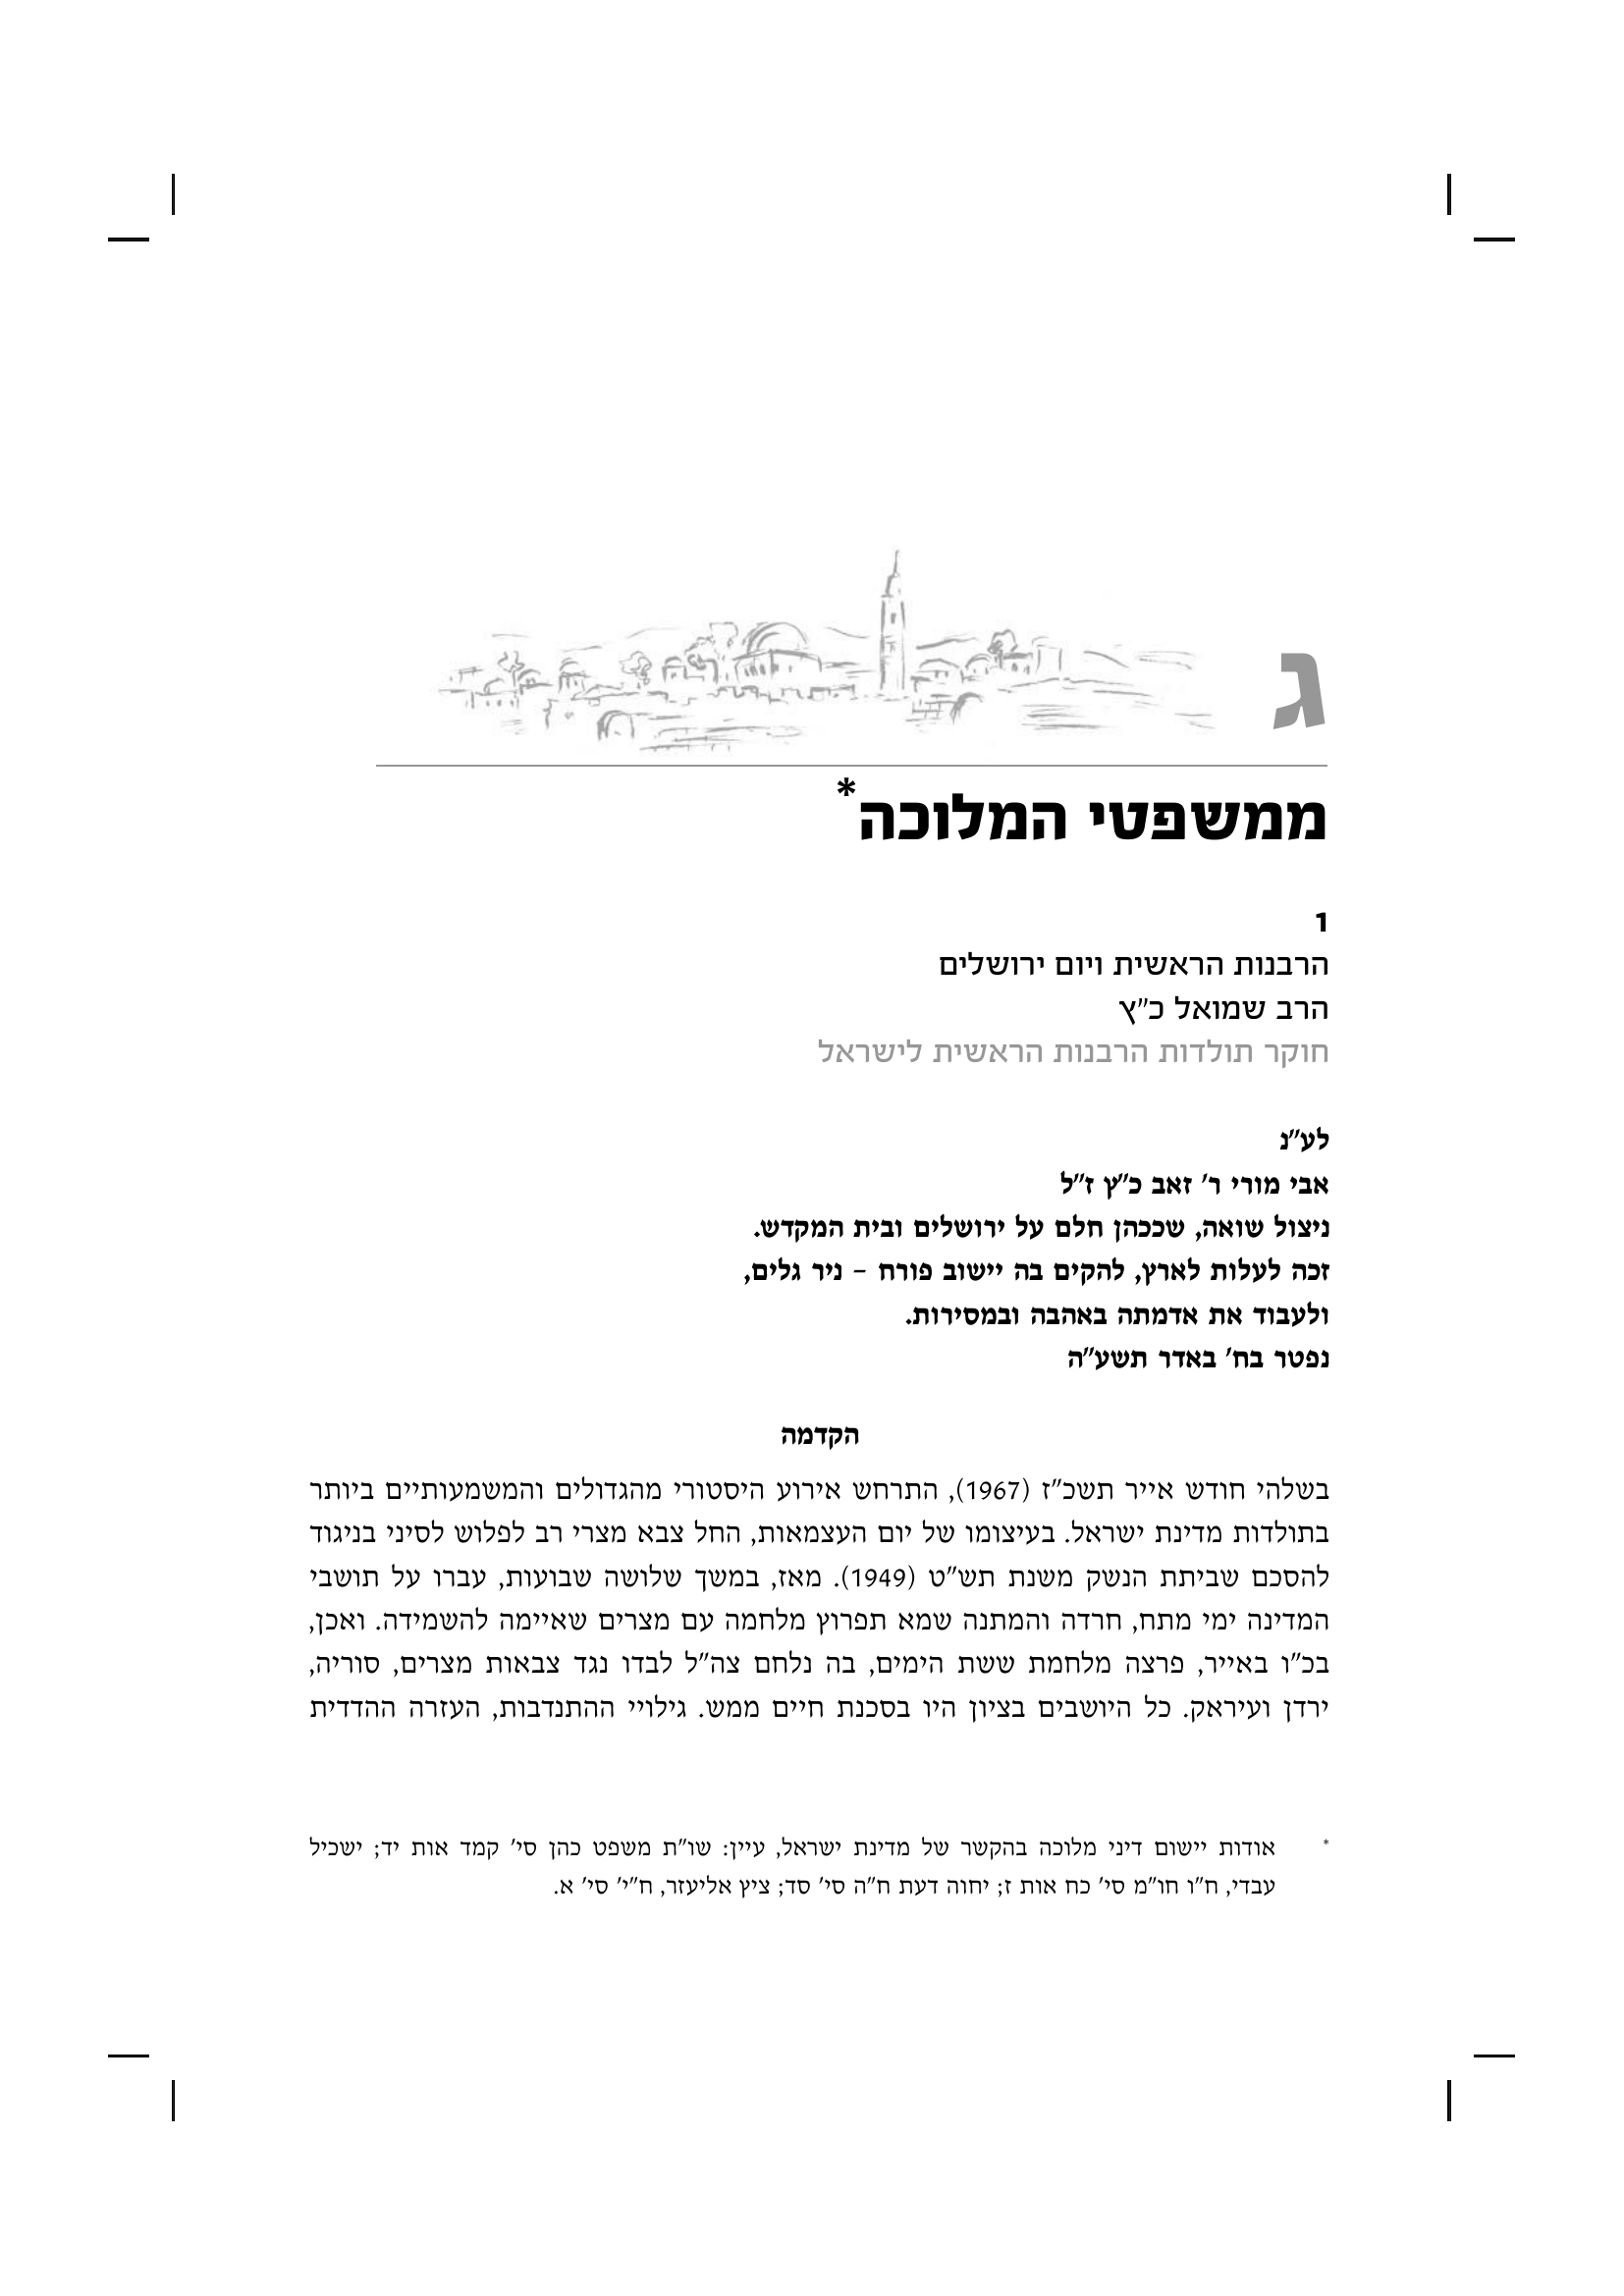 ג
ממשפטי המלוכה*
1
הרבנות הראשית ויום ירושלים
הרב שמואל כ"ץ
חוקר תולדות הרבנות הראשית לישראל
לע"נ
אבי מורי ר' זאב כ"ץ ז"ל
ניצול שואה, שככהן חלם על ירושלים ובית המקדש.
זכה לעלות לארץ, להקים בה יישוב פורח – ניר גלים,
ולעבוד את אדמתה באהבה ובמסירות.
נפטר בח' באדר תשע"ה
הקדמה
בשלהי חודש אייר תשכ"ז (1967), התרחש אירוע היסטורי מהגדולים והמשמעותיים ביותר
בתולדות מדינת ישראל. בעיצומו של יום העצמאות, החל צבא מצרי רב לפלוש לסיני בניגוד
להסכם שביתת הנשק משנת תש"ט (1949). מאז, במשך שלושה שבועות, עברו על תושבי
המדינה ימי מתח, חרדה והמתנה שמא תפרוץ מלחמה עם מצרים שאיימה להשמידה. ואכן,
בכ"ו באייר, פרצה מלחמת ששת הימים, בה נלחם צה"ל לבדו נגד צבאות מצרים, סוריה,
ירדן ועיראק. כל היושבים בציון היו בסכנת חיים ממש. גילויי ההתנדבות, העזרה ההדדית
* אודות יישום דיני מלוכה בהקשר של מדינת ישראל, עיין: שו"ת משפט כהן סי' קמד אות יד; ישכיל
עבדי, ח"ו חו"מ סי' כח אות ז; יחוה דעת ח"ה סי' סד; ציץ אליעזר, ח"י' סי' א.